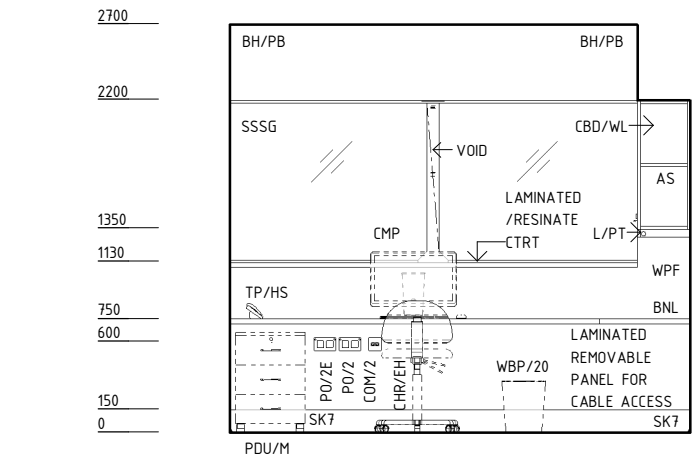 2700
BH/PB BH/PB
2200
SSSG CBD/WL
VOID
AS
LAMINATED
/RESINATE
CTRT
1350
CMP L/PT
1130
WPF
TP/HS
750
BNL
600
LAMINATED
REMOVABLE
PANEL FOR
CABLE ACCESS
PO/2E
PO/2
COM/2
CHR/EH
WBP/20
150
SK7 SK7
0
PDU/M